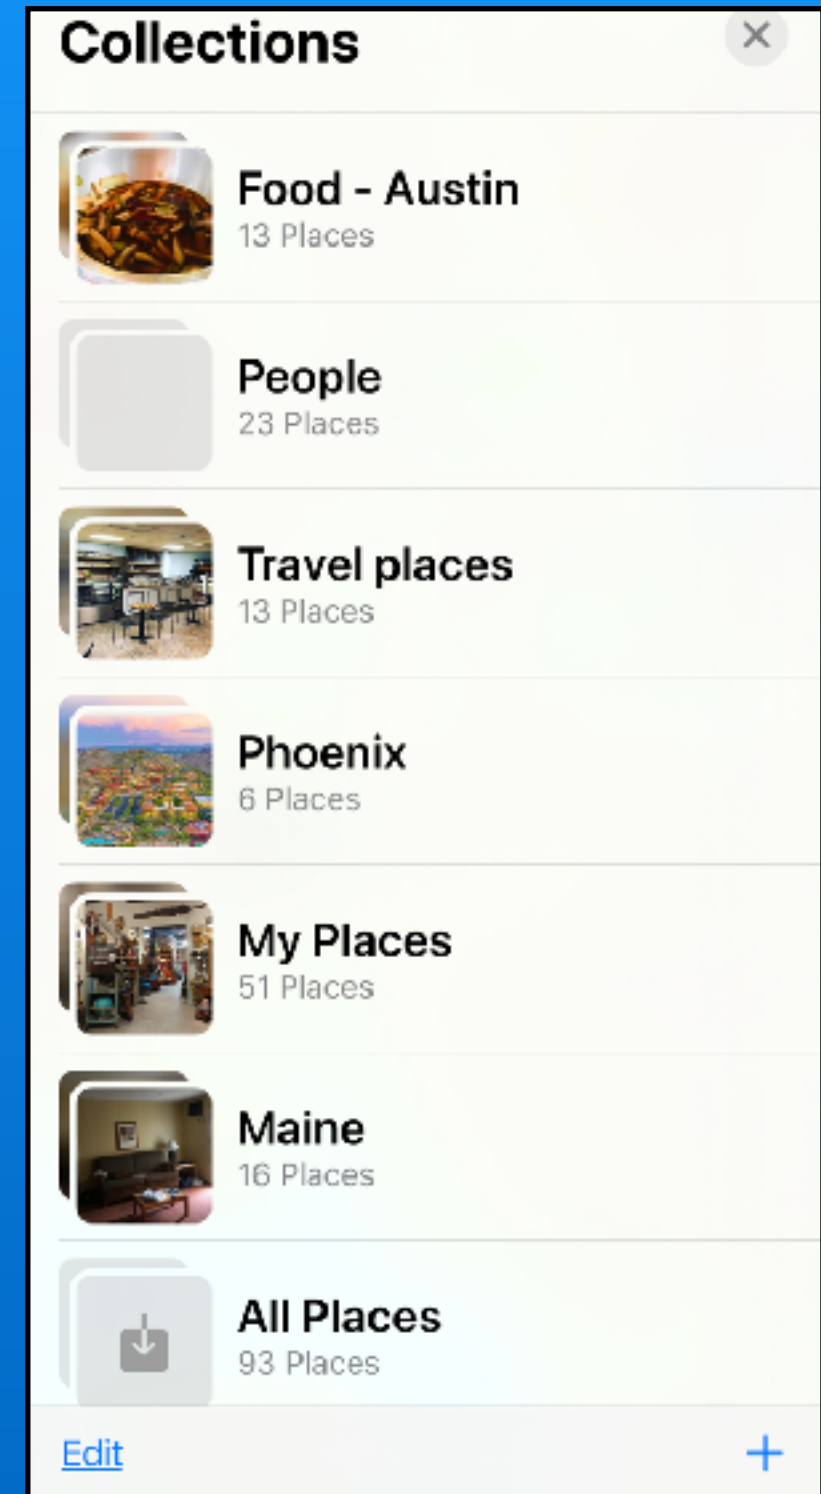 Collections
Food - Austin
13 Places
People
23 Places
Travel places
13 Places
Phoenix
6 Places
My Places
51 Places
Maine
16 Places
All Places
93 Places
Edit